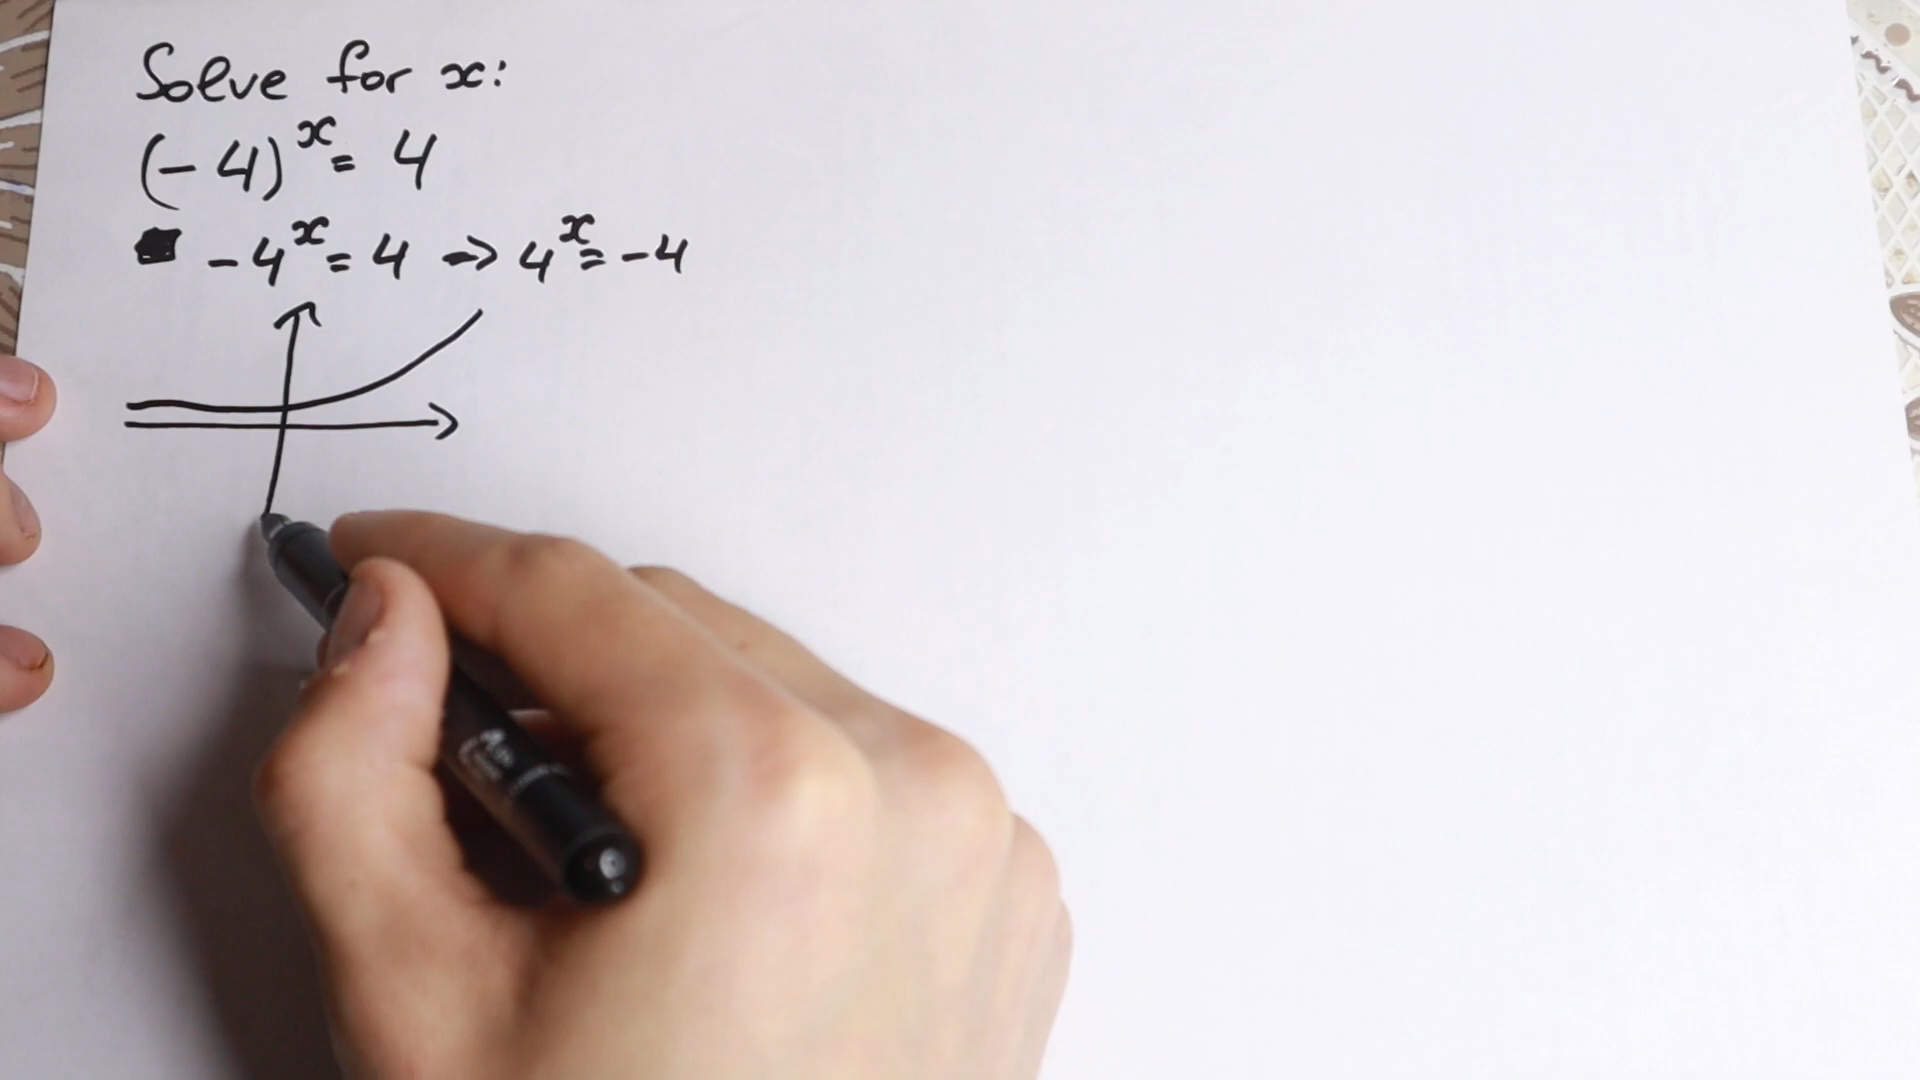 Solve for x:
(-4)^x = 4
-4^x = 4 => 4^x = -4